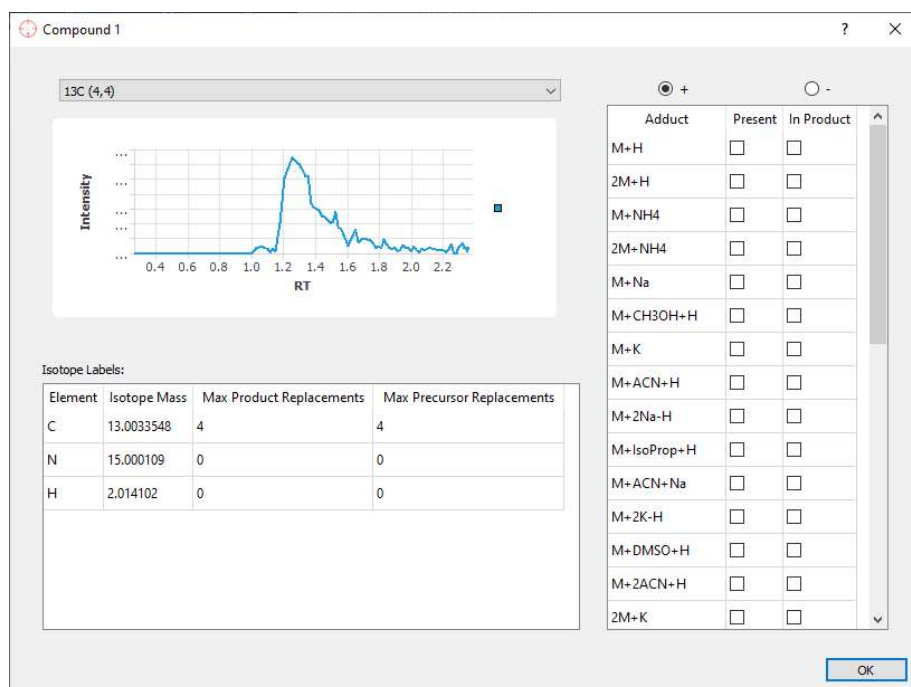 Compound 1
?
13C (4,4)
+
-
Adduct Present In Product
M+H
2M+H
M+NH4
2M+NH4
M+Na
M+CH3OH+H
M+K
M+ACN+H
M+2Na-H
M+IsoProp+H
M+ACN+Na
M+2K-H
M+DMSO+H
M+2ACN+H
2M+K
...
...
...
...
...
Intensity
0.4 0.6 0.8 1.0 1.2 1.4 1.6 1.8 2.0 2.2
RT
Isotope Labels:
Element Isotope Mass Max Product Replacements Max Precursor Replacements
C 13.0033548 4 4
N 15.000109 0 0
H 2.014102 0 0
OK